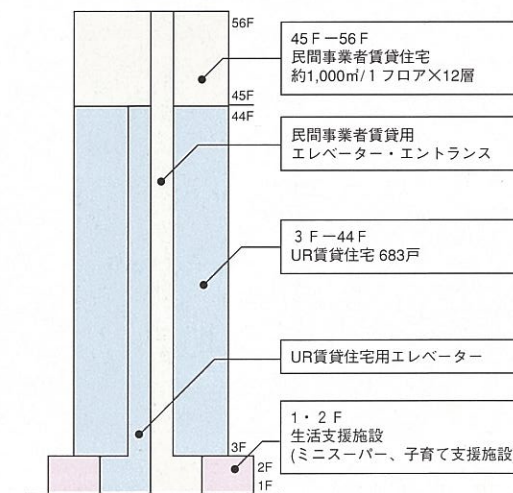 56F
45F
44F
3F
2F
1F
45F－56F
民間事業者賃貸住宅
約1,000㎡/1フロア×12層
民間事業者賃貸用
エレベーター・エントランス
3F－44F
UR賃貸住宅 683戸
UR賃貸住宅用エレベーター
1・2F
生活支援施設
(ミニスーパー、子育て支援施設